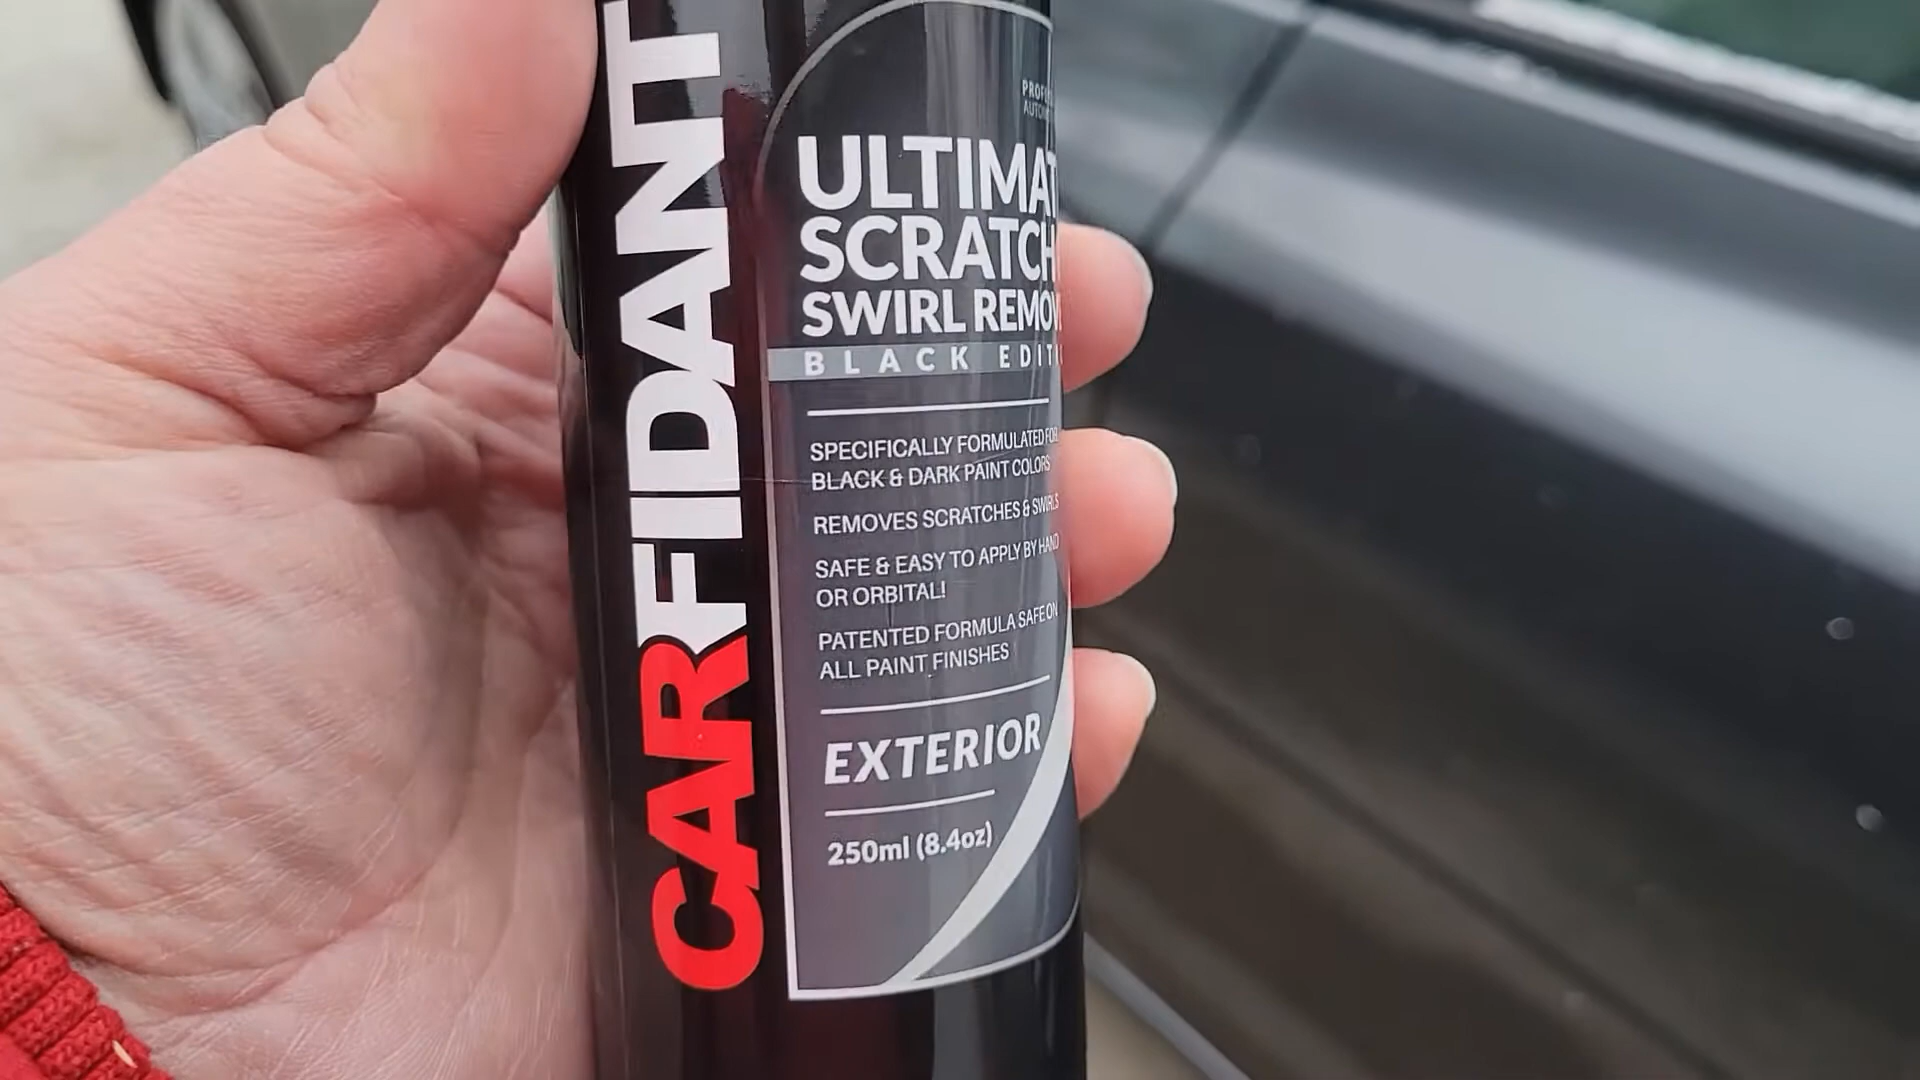 CARFIDANT
ULTIMAT
SCRATCH
SWIRL REMOV
BLACK EDITI
SPECIFICALLY FORMULATED FOR
BLACK & DARK PAINT COLORS
REMOVES SCRATCHES & SWIRLS
SAFE & EASY TO APPLY BY HAND
OR ORBITAL!
PATENTED FORMULA SAFE ON
ALL PAINT FINISHES
EXTERIOR
250ml (8.4oz)